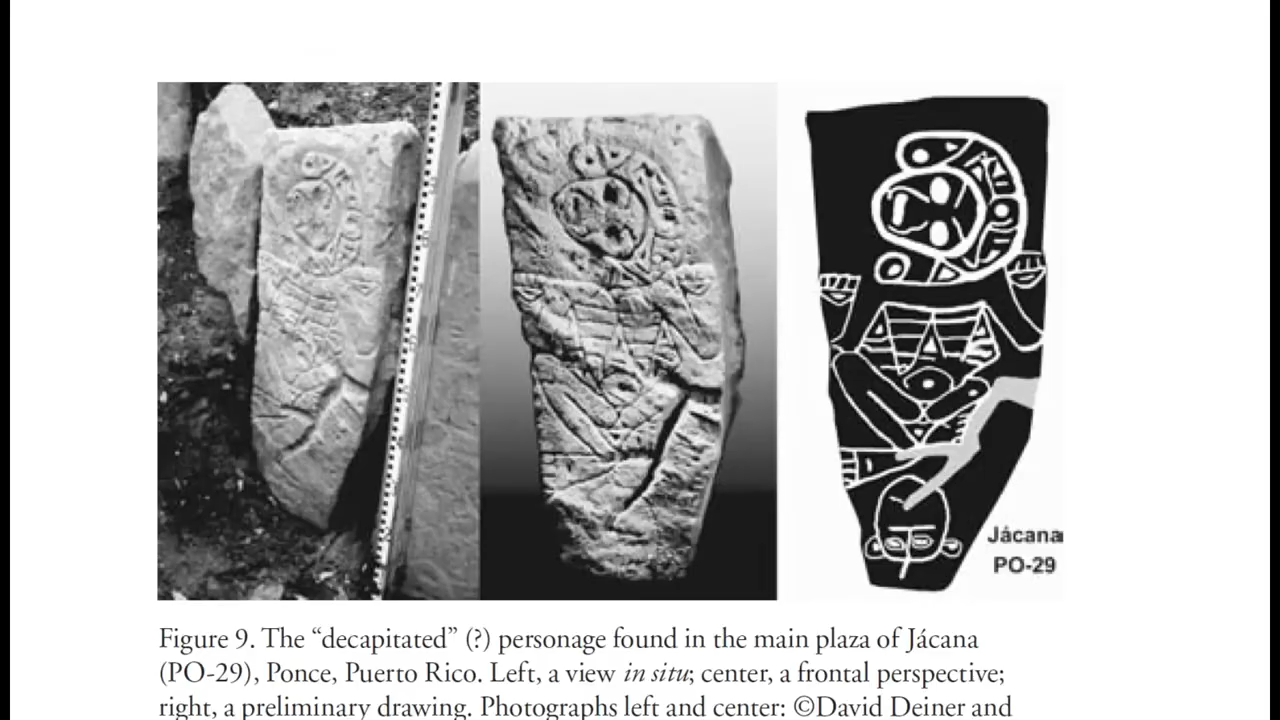 Jácana
PO-29
Figure 9. The “decapitated” (?) personage found in the main plaza of Jácana
(PO-29), Ponce, Puerto Rico. Left, a view in situ; center, a frontal perspective;
right, a preliminary drawing. Photographs left and center: ©David Deiner and